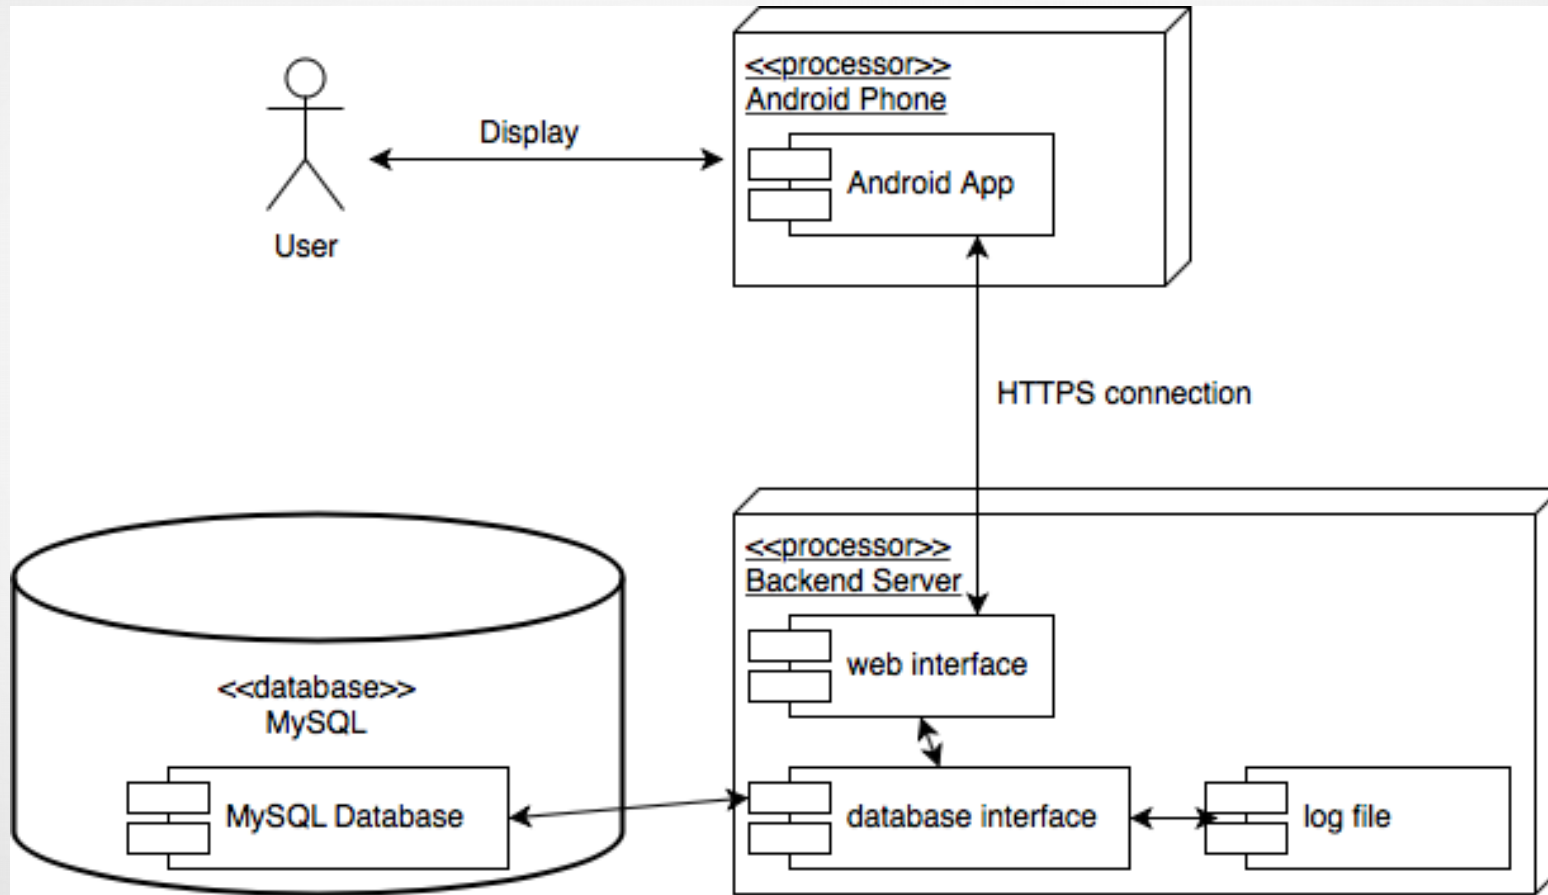 <<processor>>
Android Phone
Display
Android App
User
HTTPS connection
<<processor>>
Backend Server
web interface
<<database>>
MySQL
MySQL Database
database interface
log file